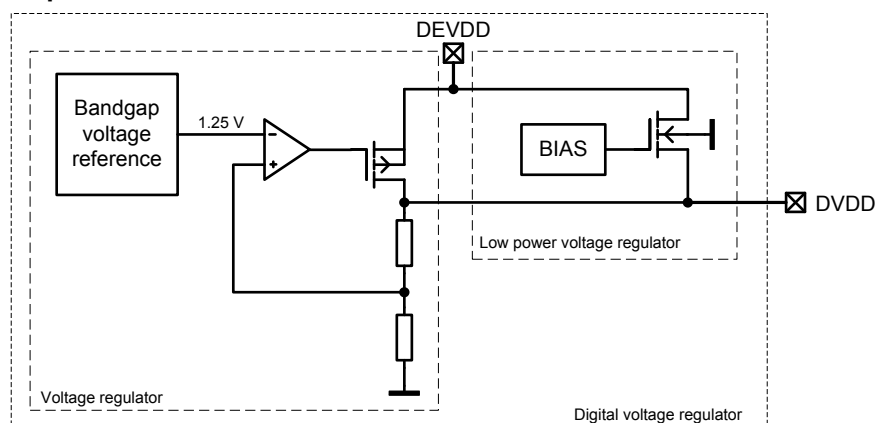 DEVDD
Bandgap
voltage
reference
1.25 V
−
+
BIAS
DVDD
Low power voltage regulator
Voltage regulator
Digital voltage regulator